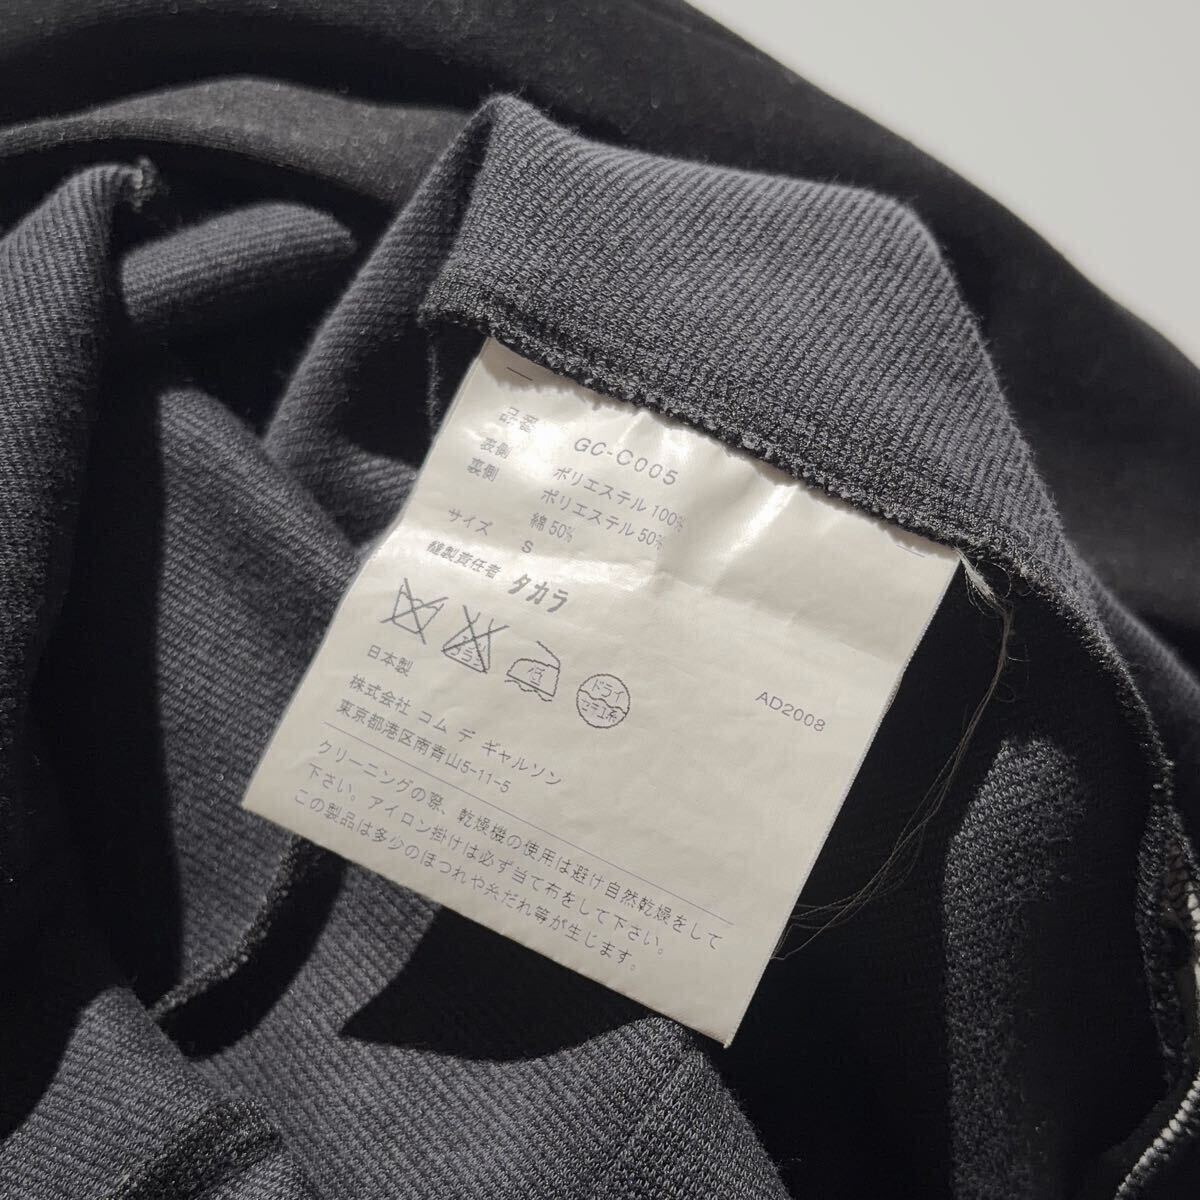 品番 GC-C005
表側 ポリエステル 100%
裏側 ポリエステル 50%
綿 50%
サイズ S
縫製責任者 タカラ
低
ドライ
セキユ系
日本製
AD2008
株式会社 コム デ ギャルソン
東京都港区南青山5-11-5
クリーニングの際、乾燥機の使用は避け自然乾燥をして
下さい。アイロン掛けは必ず当て布をして下さい。
この製品は多少のほつれや糸だれ等が生じます。